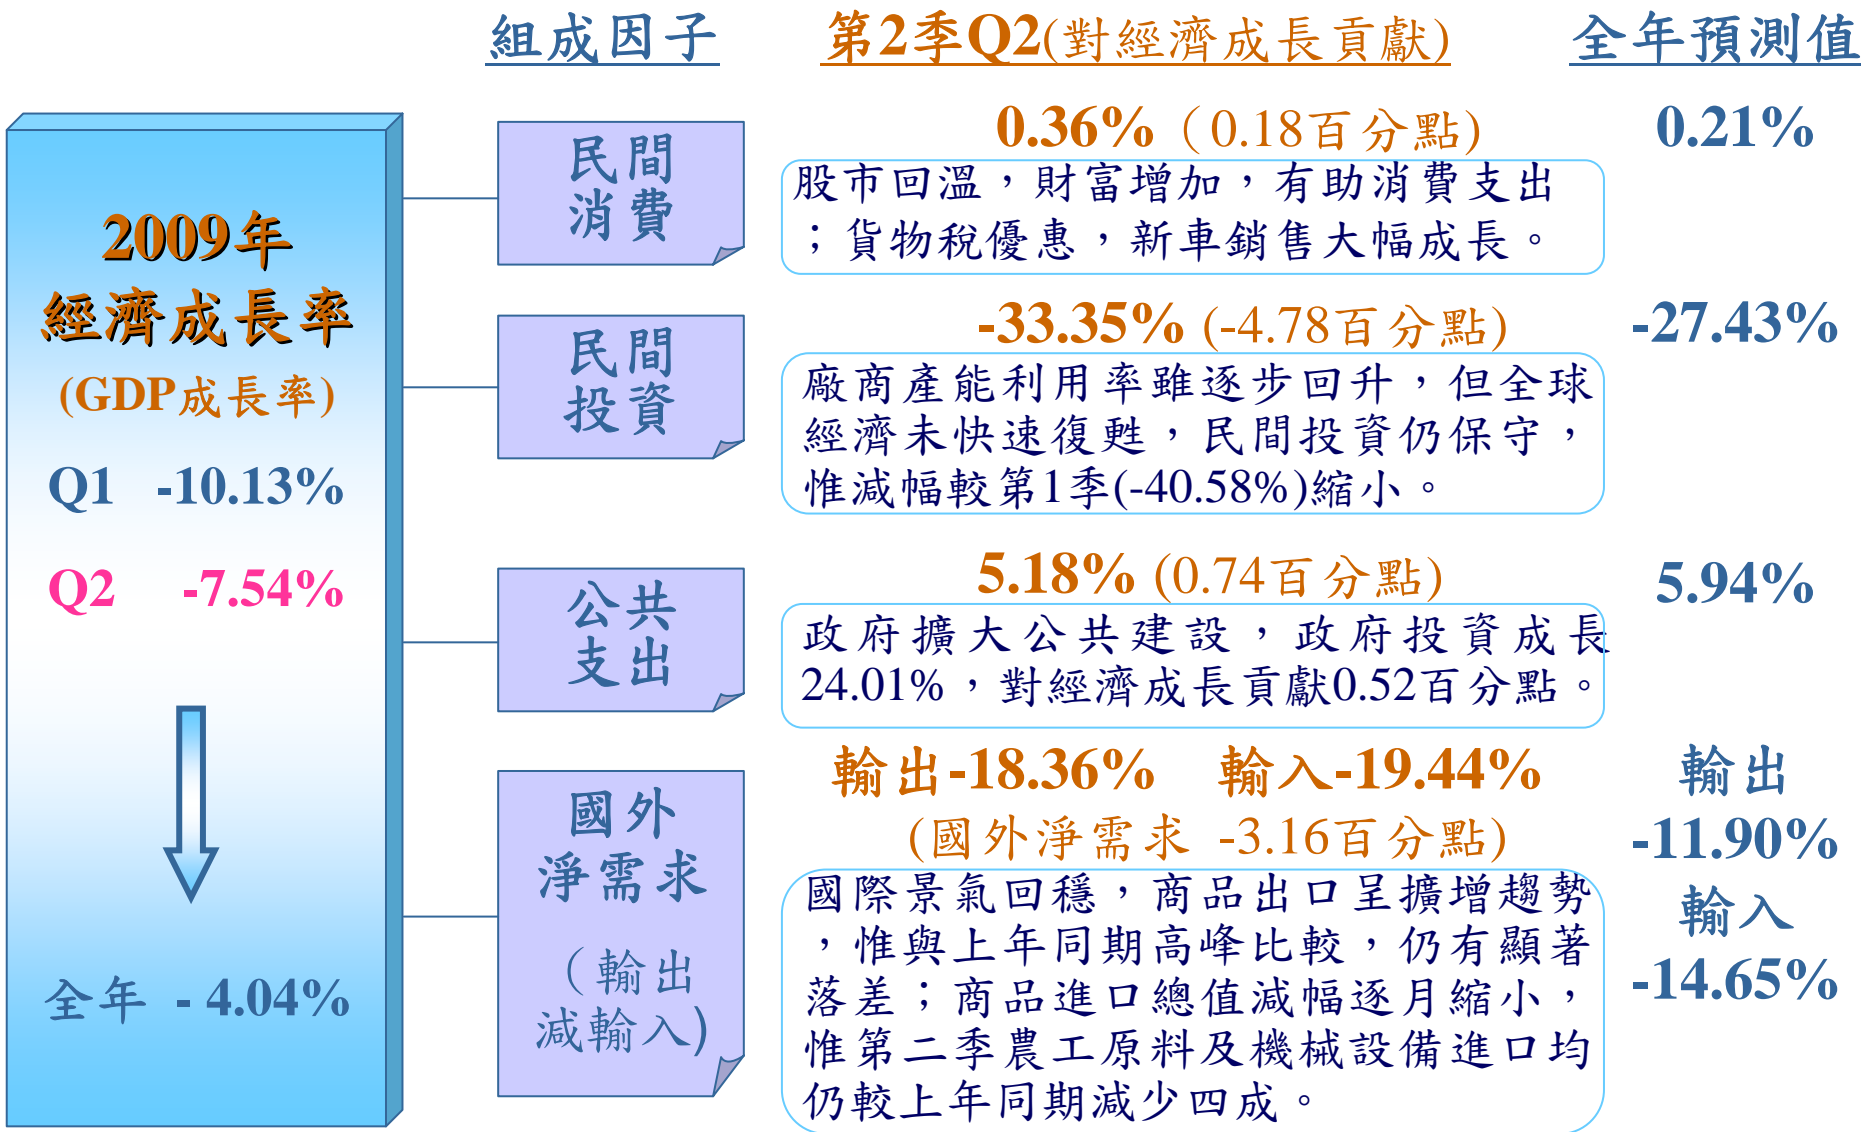 組成因子
第2季Q2(對經濟成長貢獻)
全年預測值
2009年
經濟成長率
(GDP成長率)
Q1 -10.13%
Q2 -7.54%
全年 - 4.04%
民間
消費
0.36%（0.18百分點）
0.21%
股市回溫，財富增加，有助消費支出
；貨物稅優惠，新車銷售大幅成長。
民間
投資
-33.35% (-4.78百分點)
-27.43%
廠商產能利用率雖逐步回升，但全球
經濟未快速復甦，民間投資仍保守，
惟減幅較第1季(-40.58%)縮小。
公共
支出
5.18% (0.74百分點)
5.94%
政府擴大公共建設，政府投資成長
24.01%，對經濟成長貢獻0.52百分點。
國外
淨需求
（輸出
減輸入)
輸出-18.36% 輸入-19.44%
(國外淨需求 -3.16百分點)
國際景氣回穩，商品出口呈擴增趨勢
，惟與上年同期高峰比較，仍有顯著
落差；商品進口總值減幅逐月縮小，
惟第二季農工原料及機械設備進口均
仍較上年同期減少四成。
輸出
-11.90%
輸入
-14.65%